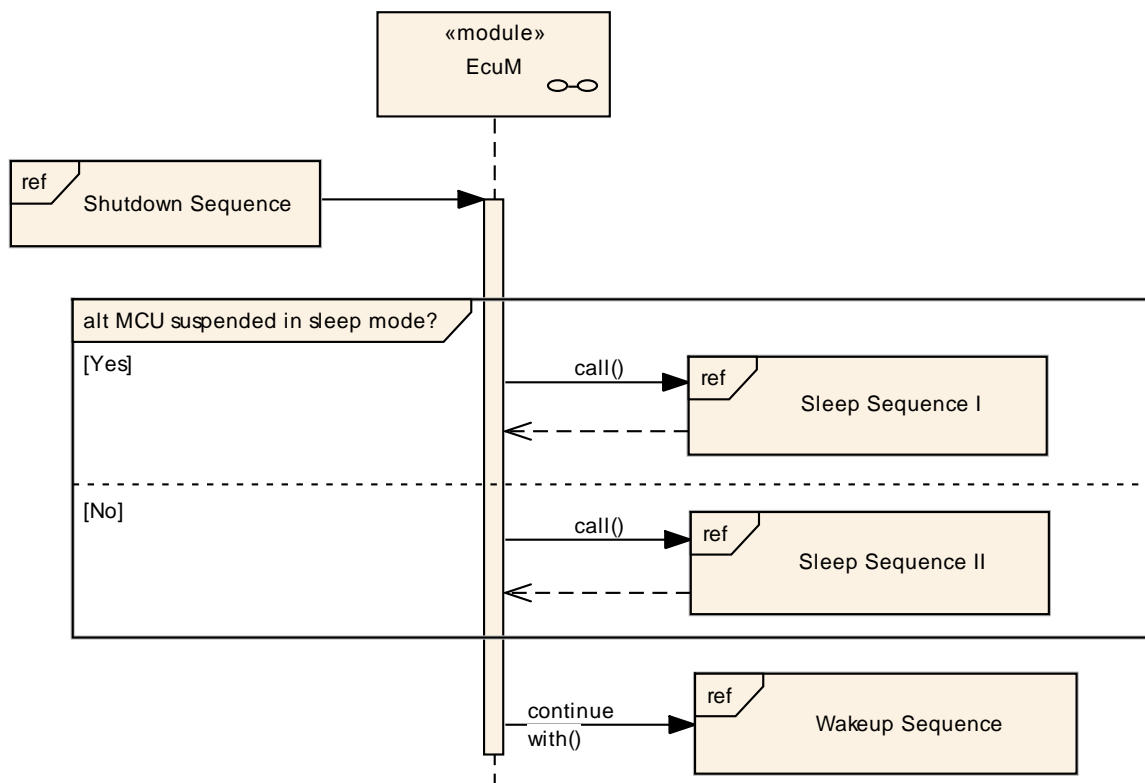 «module»
EcuM
ref
Shutdown Sequence
alt MCU suspended in sleep mode?
[Yes]
call()
ref
Sleep Sequence I
[No]
call()
ref
Sleep Sequence II
continue
with()
ref
Wakeup Sequence